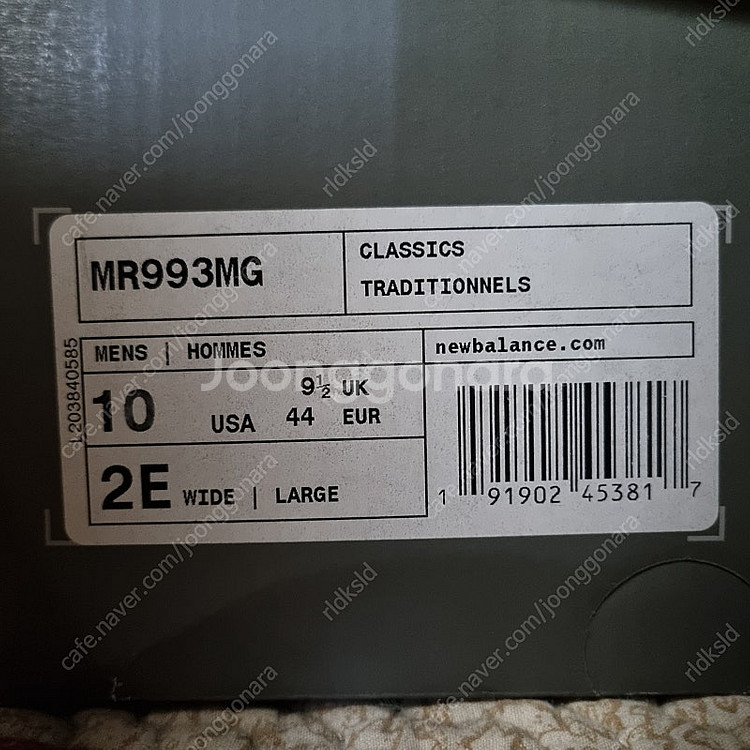 MR993MG
CLASSICS
TRADITIONNELS
MENS | HOMMES
newbalance.com
10 USA
9½ UK
44 EUR
2E WIDE | LARGE
1 91902 45381 7
L203840585
Joonggonara
cafe.naver.com/joonggonara
rldksld